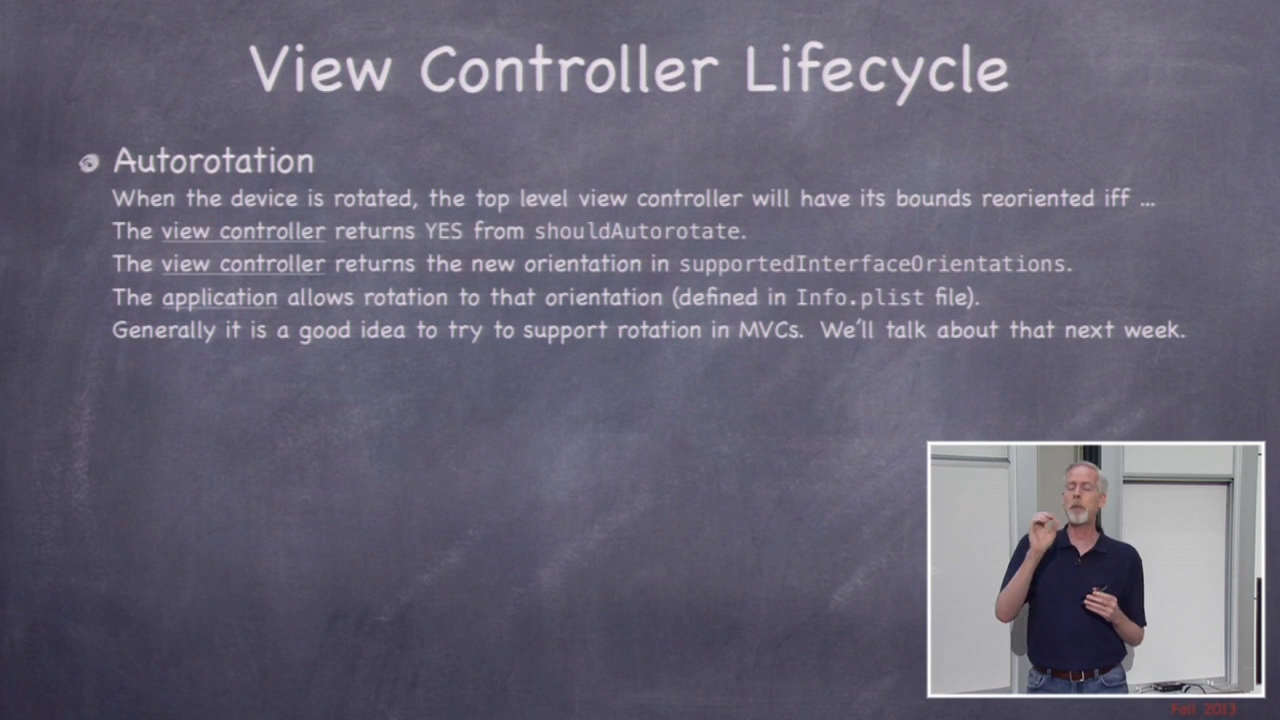 View Controller Lifecycle
Autorotation
When the device is rotated, the top level view controller will have its bounds reoriented iff ...
The view controller returns YES from shouldAutorotate.
The view controller returns the new orientation in supportedInterfaceOrientations.
The application allows rotation to that orientation (defined in Info.plist file).
Generally it is a good idea to try to support rotation in MVCs. We'll talk about that next week.
Fall 2013